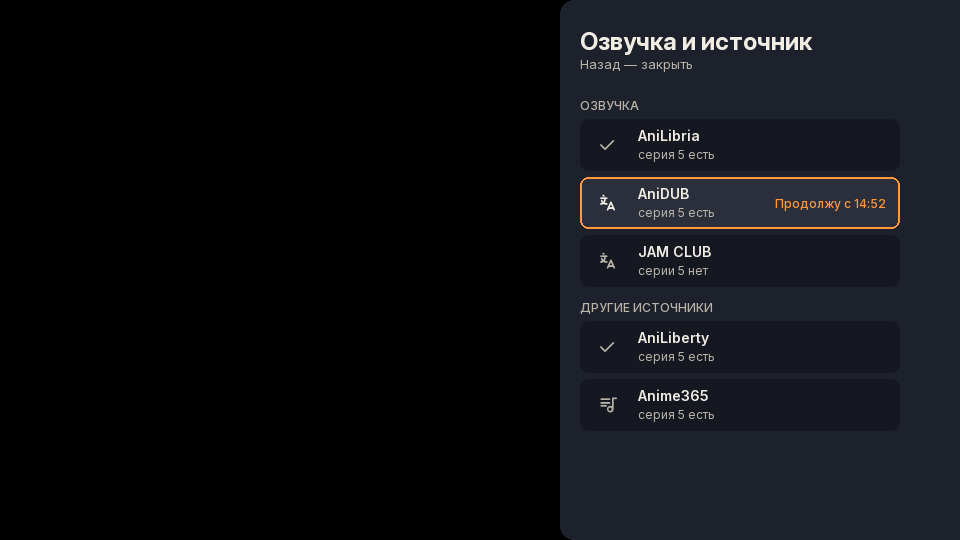 Озвучка и источник
Назад — закрыть
ОЗВУЧКА
AniLibria
серия 5 есть
AniDUB
серия 5 есть
Продолжу с 14:52
JAM CLUB
серии 5 нет
ДРУГИЕ ИСТОЧНИКИ
AniLiberty
серия 5 есть
Anime365
серия 5 есть